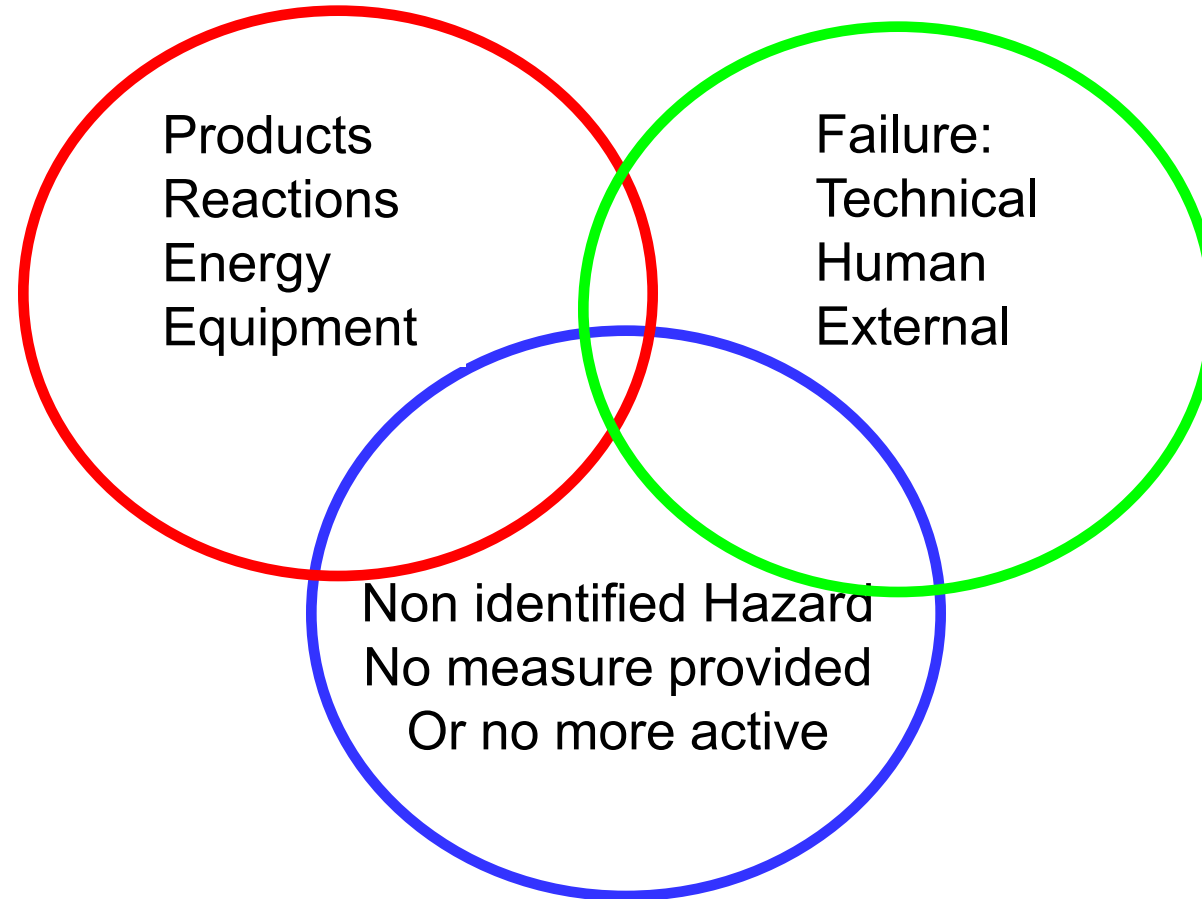 Products
Reactions
Energy
Equipment
Failure:
Technical
Human
External
Non identified Hazard
No measure provided
Or no more active